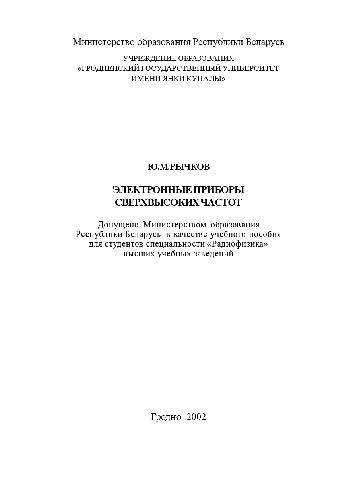 Министерство образования Республики Беларусь
УЧРЕЖДЕНИЕ ОБРАЗОВАНИЯ
«ГРОДНЕНСКИЙ ГОСУДАРСТВЕННЫЙ УНИВЕРСИТЕТ
ИМЕНИ ЯНКИ КУПАЛЫ»
Ю.М.РЫЧКОВ
ЭЛЕКТРОННЫЕ ПРИБОРЫ
СВЕРХВЫСОКИХ ЧАСТОТ
Допущено Министерством образования
Республики Беларусь в качестве учебного пособия
для студентов специальности «Радиофизика»
высших учебных заведений
Гродно 2002